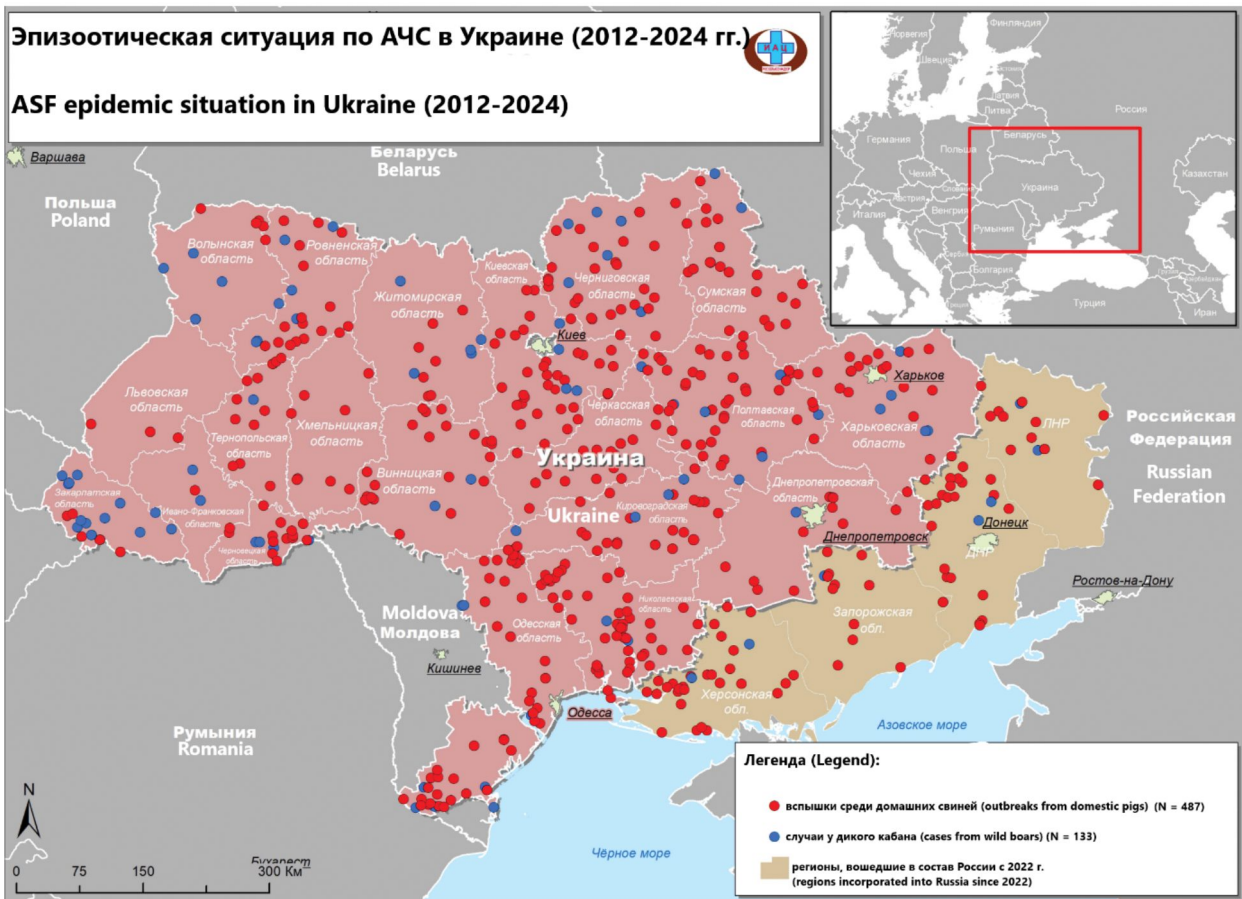 Эпизоотическая ситуация по АЧС в Украине (2012-2024 гг.)
ИАЦ
ASF epidemic situation in Ukraine (2012-2024)
Финляндия
Норвегия
Швеция
Латвия
Литва
Россия
Беларусь
Германия
Польша
Чехия
Казахстан
Украина
Австрия
Венгрия
Италия
Румыния
Болгария
Турция
Иран
Варшава
Беларусь
Belarus
Польша
Poland
Волынская
область
Ровненская
область
Киевская
область
Житомирская
область
Черниговская
область
Сумская
область
Киев
Харьков
Львовская
область
Хмельницкая
область
Тернопольская
область
Черкасская
область
Полтавская
область
Харьковская
область
ЛНР
Российская
Федерация
Russian
Federation
Украина
Ukraine
Винницкая
область
Закарпатская
область
Ивано-Франковская
область
Черновецкая
область
Кировоградская
область
Днепропетровская
область
Днепропетровск
Донецк
ДНР
Ростов-на-Дону
Moldova
Молдова
Кишинев
Одесская
область
Николаевская
область
Запорожская
обл.
Херсонская
обл.
Одесса
Азовское море
Румыния
Romania
Чёрное море
Бухарест
N
0 75 150 300 Км
Легенда (Legend):
вспышки среди домашних свиней (outbreaks from domestic pigs) (N = 487)
случаи у дикого кабана (cases from wild boars) (N = 133)
регионы, вошедшие в состав России с 2022 г.
(regions incorporated into Russia since 2022)